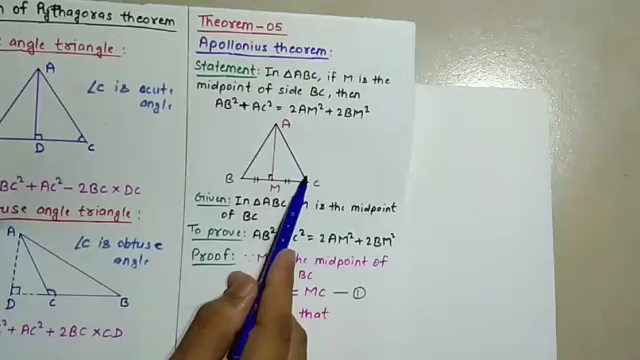 n of Pythagoras theorem
angle triangle:
A
∠C is acute
angle
D
C
BC² + AC² - 2BC × DC
use angle triangle:
A
∠C is obtuse
angle
D
C
B
² + AC² + 2BC × CD
Theorem-05
Apollonius theorem:
Statement: In △ABC, if M is the
midpoint of side BC, then
AB² + AC² = 2AM² + 2BM²
A
B
M
C
Given: In △ABC, is the midpoint
of BC
To prove: AB² c² = 2AM² + 2BM²
Proof: ∵ M the midpoint of
BC
= MC — ①
that